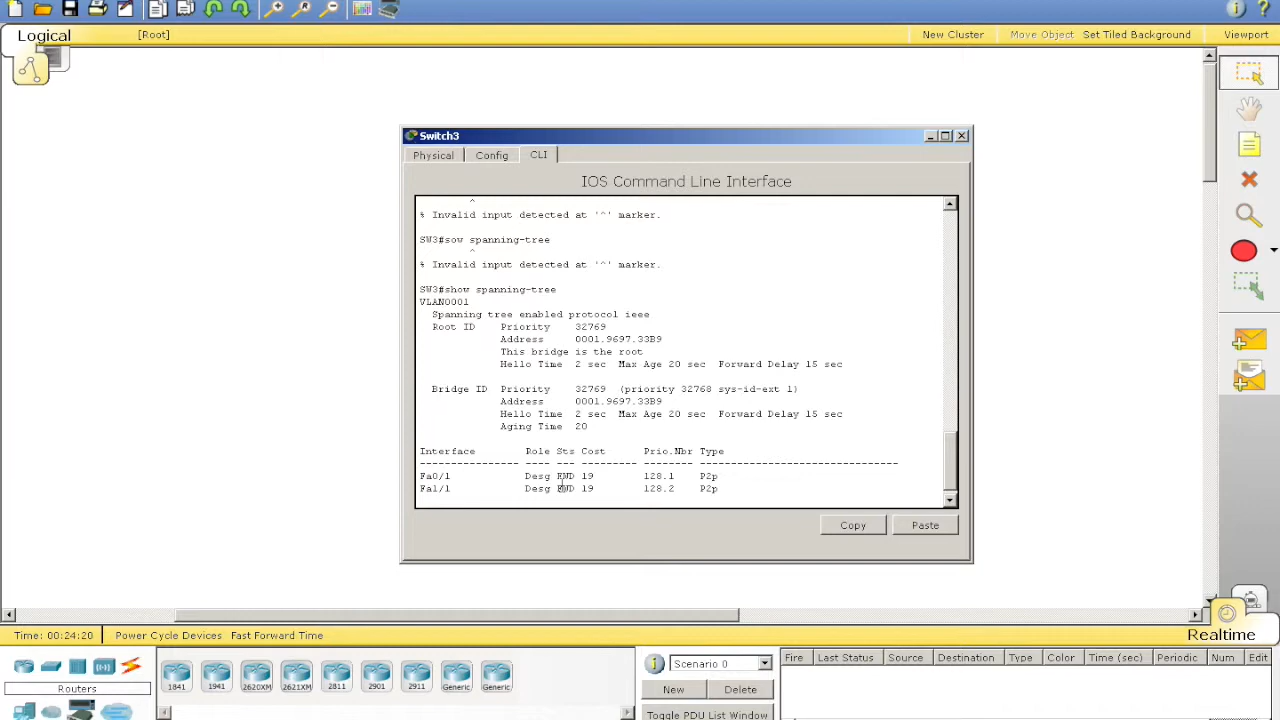 Logical
[Root]
New Cluster
Move Object
Set Tiled Background
Viewport
Switch3
Physical
Config
CLI
IOS Command Line Interface
^
% Invalid input detected at '^' marker.
SW3#sow spanning-tree
^
% Invalid input detected at '^' marker.
SW3#show spanning-tree
VLAN0001
Spanning tree enabled protocol ieee
Root ID Priority 32769
Address 0001.9697.33B9
This bridge is the root
Hello Time 2 sec Max Age 20 sec Forward Delay 15 sec
Bridge ID Priority 32769 (priority 32768 sys-id-ext 1)
Address 0001.9697.33B9
Hello Time 2 sec Max Age 20 sec Forward Delay 15 sec
Aging Time 20
Interface Role Sts Cost Prio.Nbr Type
---------------- ---- --- --------- -------- --------------------------------
Fa0/1 Desg FWD 19 128.1 P2p
Fa1/1 Desg FWD 19 128.2 P2p
Copy
Paste
Realtime
Time: 00:24:20
Power Cycle Devices
Fast Forward Time
Routers
1841
1941
2620XM
2621XM
2811
2901
2911
Generic
Generic
Scenario 0
New
Delete
Toggle PDU List Window
Fire
Last Status
Source
Destination
Type
Color
Time (sec)
Periodic
Num
Edit